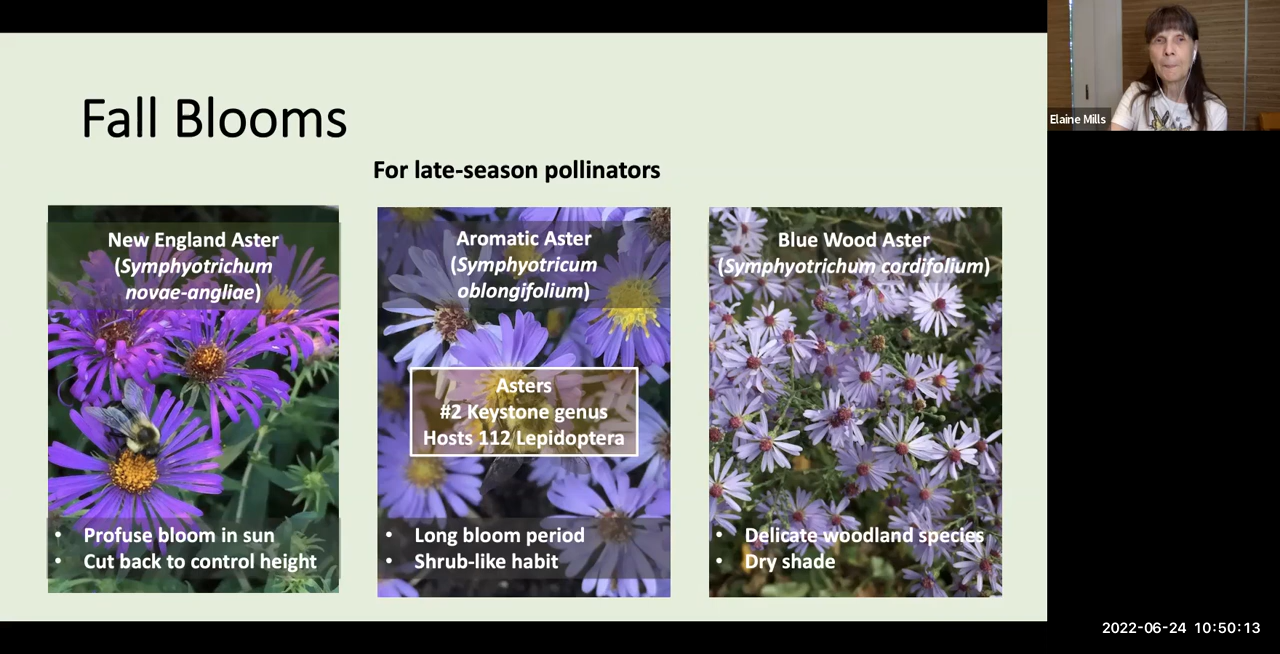 Elaine Mills
Fall Blooms
For late-season pollinators
New England Aster
(Symphyotrichum
novae-angliae)
• Profuse bloom in sun
• Cut back to control height
Aromatic Aster
(Symphyotricum
oblongifolium)
Asters
#2 Keystone genus
Hosts 112 Lepidoptera
• Long bloom period
• Shrub-like habit
Blue Wood Aster
(Symphyotrichum cordifolium)
• Delicate woodland species
• Dry shade
2022-06-24 10:50:13